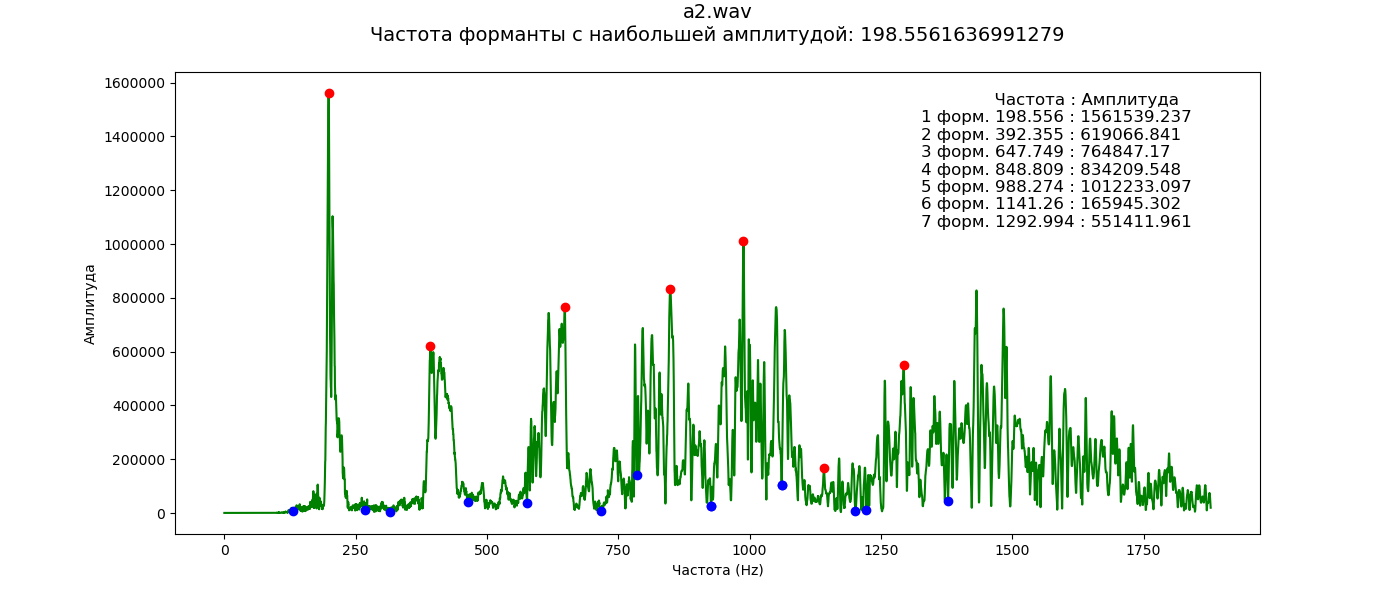 a2.wav
Частота форманты с наибольшей амплитудой: 198.5561636991279
1600000
1400000
1200000
1000000
800000
600000
400000
200000
0
Амплитуда
Частота : Амплитуда
1 форм. 198.556 : 1561539.237
2 форм. 392.355 : 619066.841
3 форм. 647.749 : 764847.17
4 форм. 848.809 : 834209.548
5 форм. 988.274 : 1012233.097
6 форм. 1141.26 : 165945.302
7 форм. 1292.994 : 551411.961
0 250 500 750 1000 1250 1500 1750
Частота (Hz)